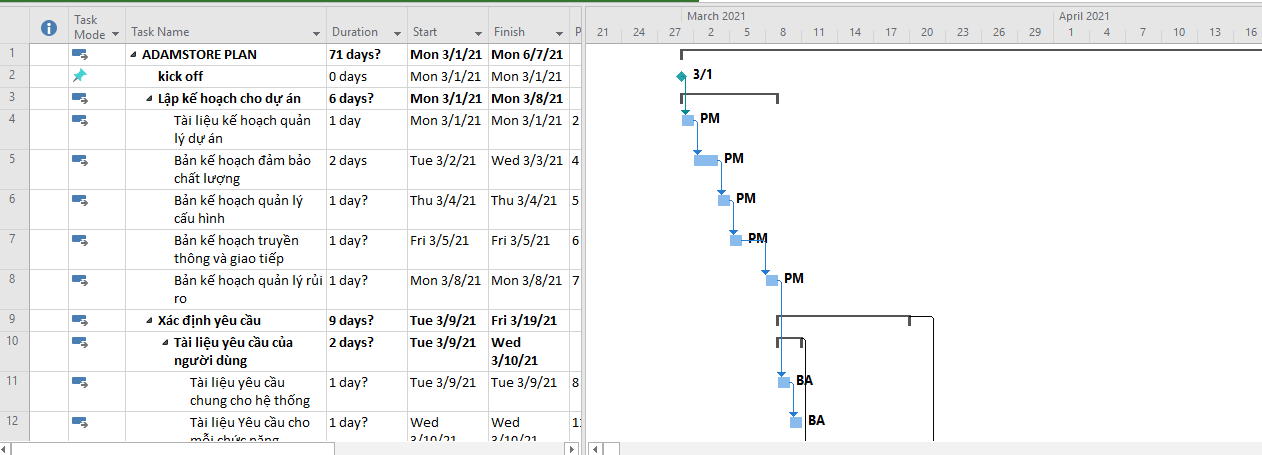 Task Mode Task Name Duration Start Finish P
March 2021 April 2021
21 24 27 2 5 8 11 14 17 20 23 26 29 1 4 7 10 13 16
1 ADAMSTORE PLAN 71 days? Mon 3/1/21 Mon 6/7/21
2 kick off 0 days Mon 3/1/21 Mon 3/1/21 3/1
3 Lập kế hoạch cho dự án 6 days? Mon 3/1/21 Mon 3/8/21
4 Tài liệu kế hoạch quản 1 day Mon 3/1/21 Mon 3/1/21 2 PM
lý dự án
5 Bản kế hoạch đảm bảo 2 days Tue 3/2/21 Wed 3/3/21 4 PM
chất lượng
6 Bản kế hoạch quản lý 1 day? Thu 3/4/21 Thu 3/4/21 5 PM
cấu hình
7 Bản kế hoạch truyền 1 day? Fri 3/5/21 Fri 3/5/21 6 PM
thông và giao tiếp
8 Bản kế hoạch quản lý rủi 1 day? Mon 3/8/21 Mon 3/8/21 7 PM
ro
9 Xác định yêu cầu 9 days? Tue 3/9/21 Fri 3/19/21
10 Tài liệu yêu cầu của 2 days? Tue 3/9/21 Wed
người dùng 3/10/21
11 Tài liệu yêu cầu 1 day? Tue 3/9/21 Tue 3/9/21 8 BA
chung cho hệ thống
12 Tài liệu Yêu cầu cho 1 day? Wed Wed 11 BA
mỗi chức năng 3/10/21 3/10/21